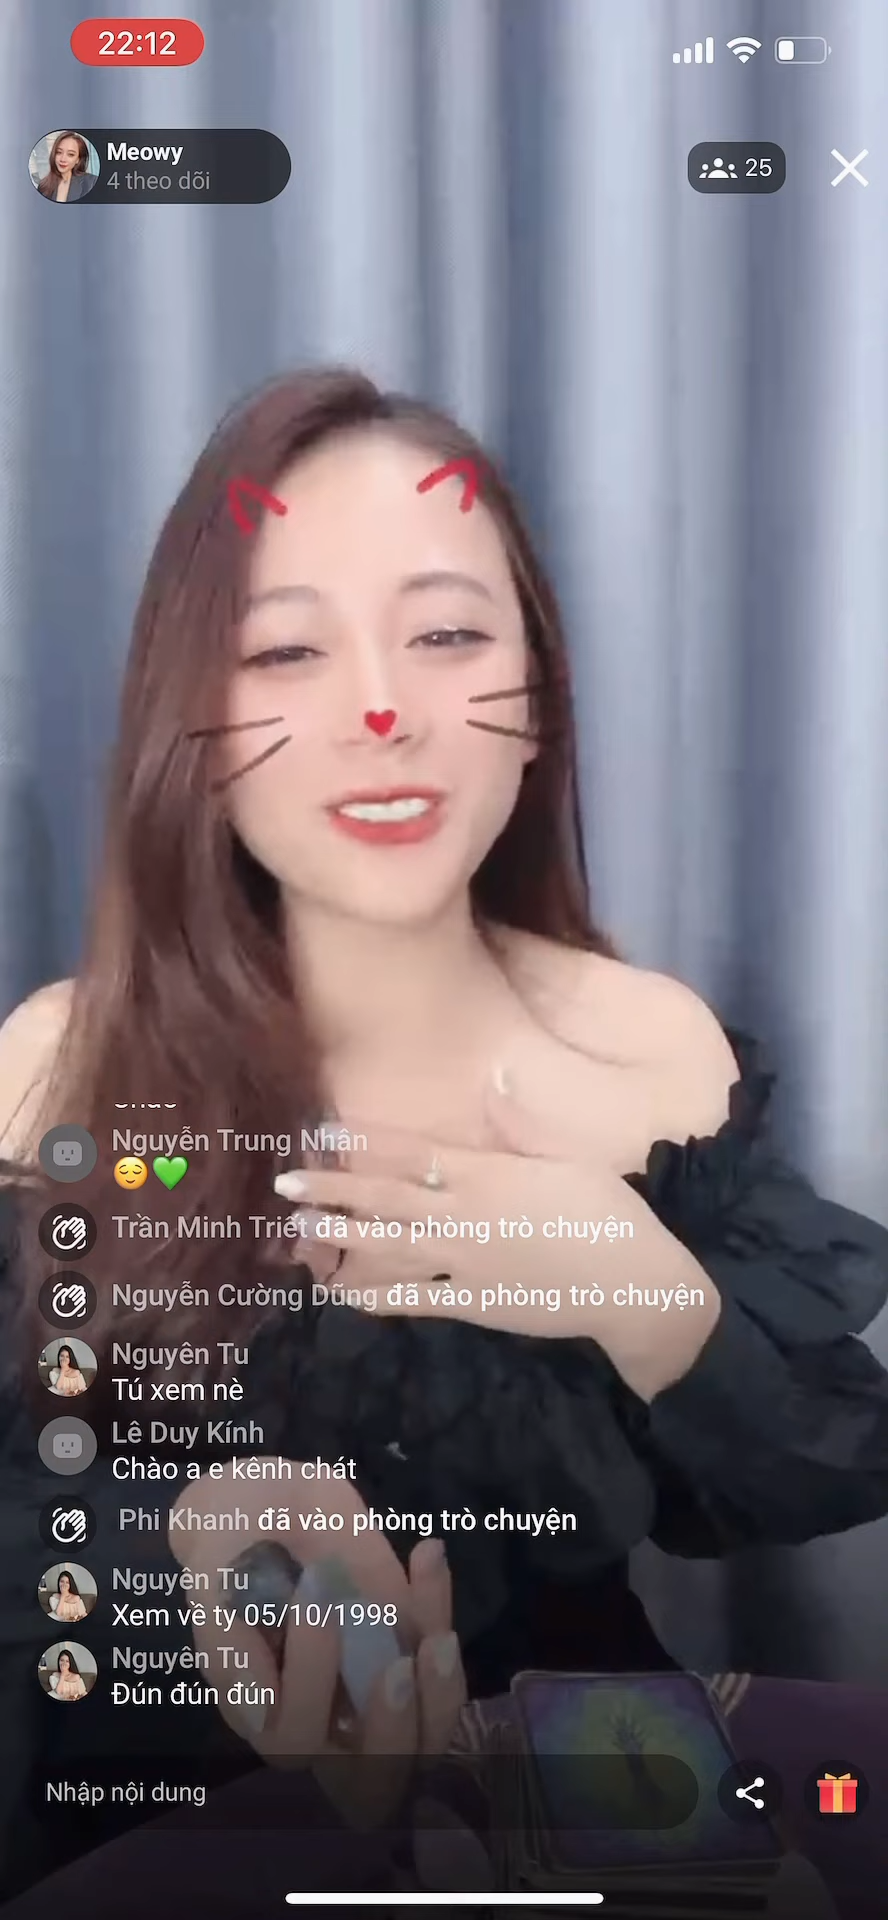 22:12
Meowy
4 theo dõi
25
Nguyễn Trung Nhân
😌💚
Trần Minh Triết đã vào phòng trò chuyện
Nguyễn Cường Dũng đã vào phòng trò chuyện
Nguyên Tu
Tú xem nè
Lê Duy Kính
Chào a e kênh chát
Phi Khanh đã vào phòng trò chuyện
Nguyên Tu
Xem về ty 05/10/1998
Nguyên Tu
Đún đún đún
Nhập nội dung